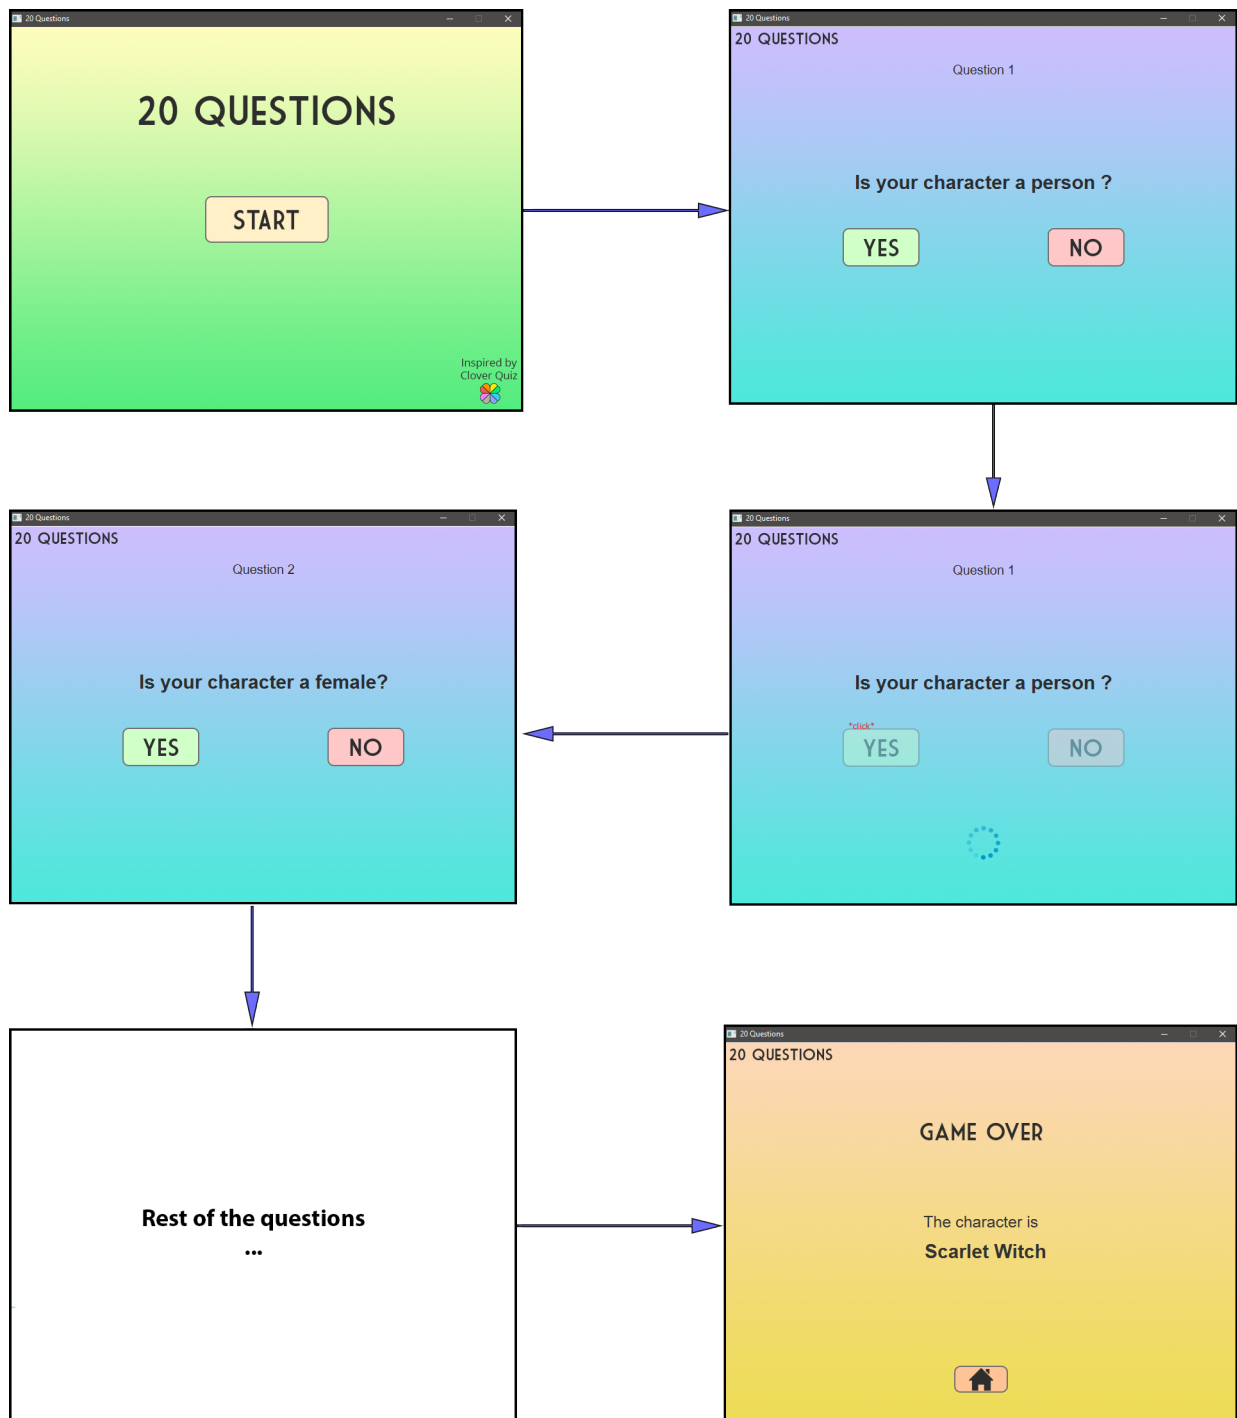 20 Questions
20 QUESTIONS
START
Inspired by
Clover Quiz
20 Questions
20 QUESTIONS
Question 1
Is your character a person ?
YES NO
20 Questions
20 QUESTIONS
Question 1
Is your character a person ?
*click*
YES NO
20 Questions
20 QUESTIONS
Question 2
Is your character a female?
YES NO
Rest of the questions
...
20 Questions
20 QUESTIONS
GAME OVER
The character is
Scarlet Witch